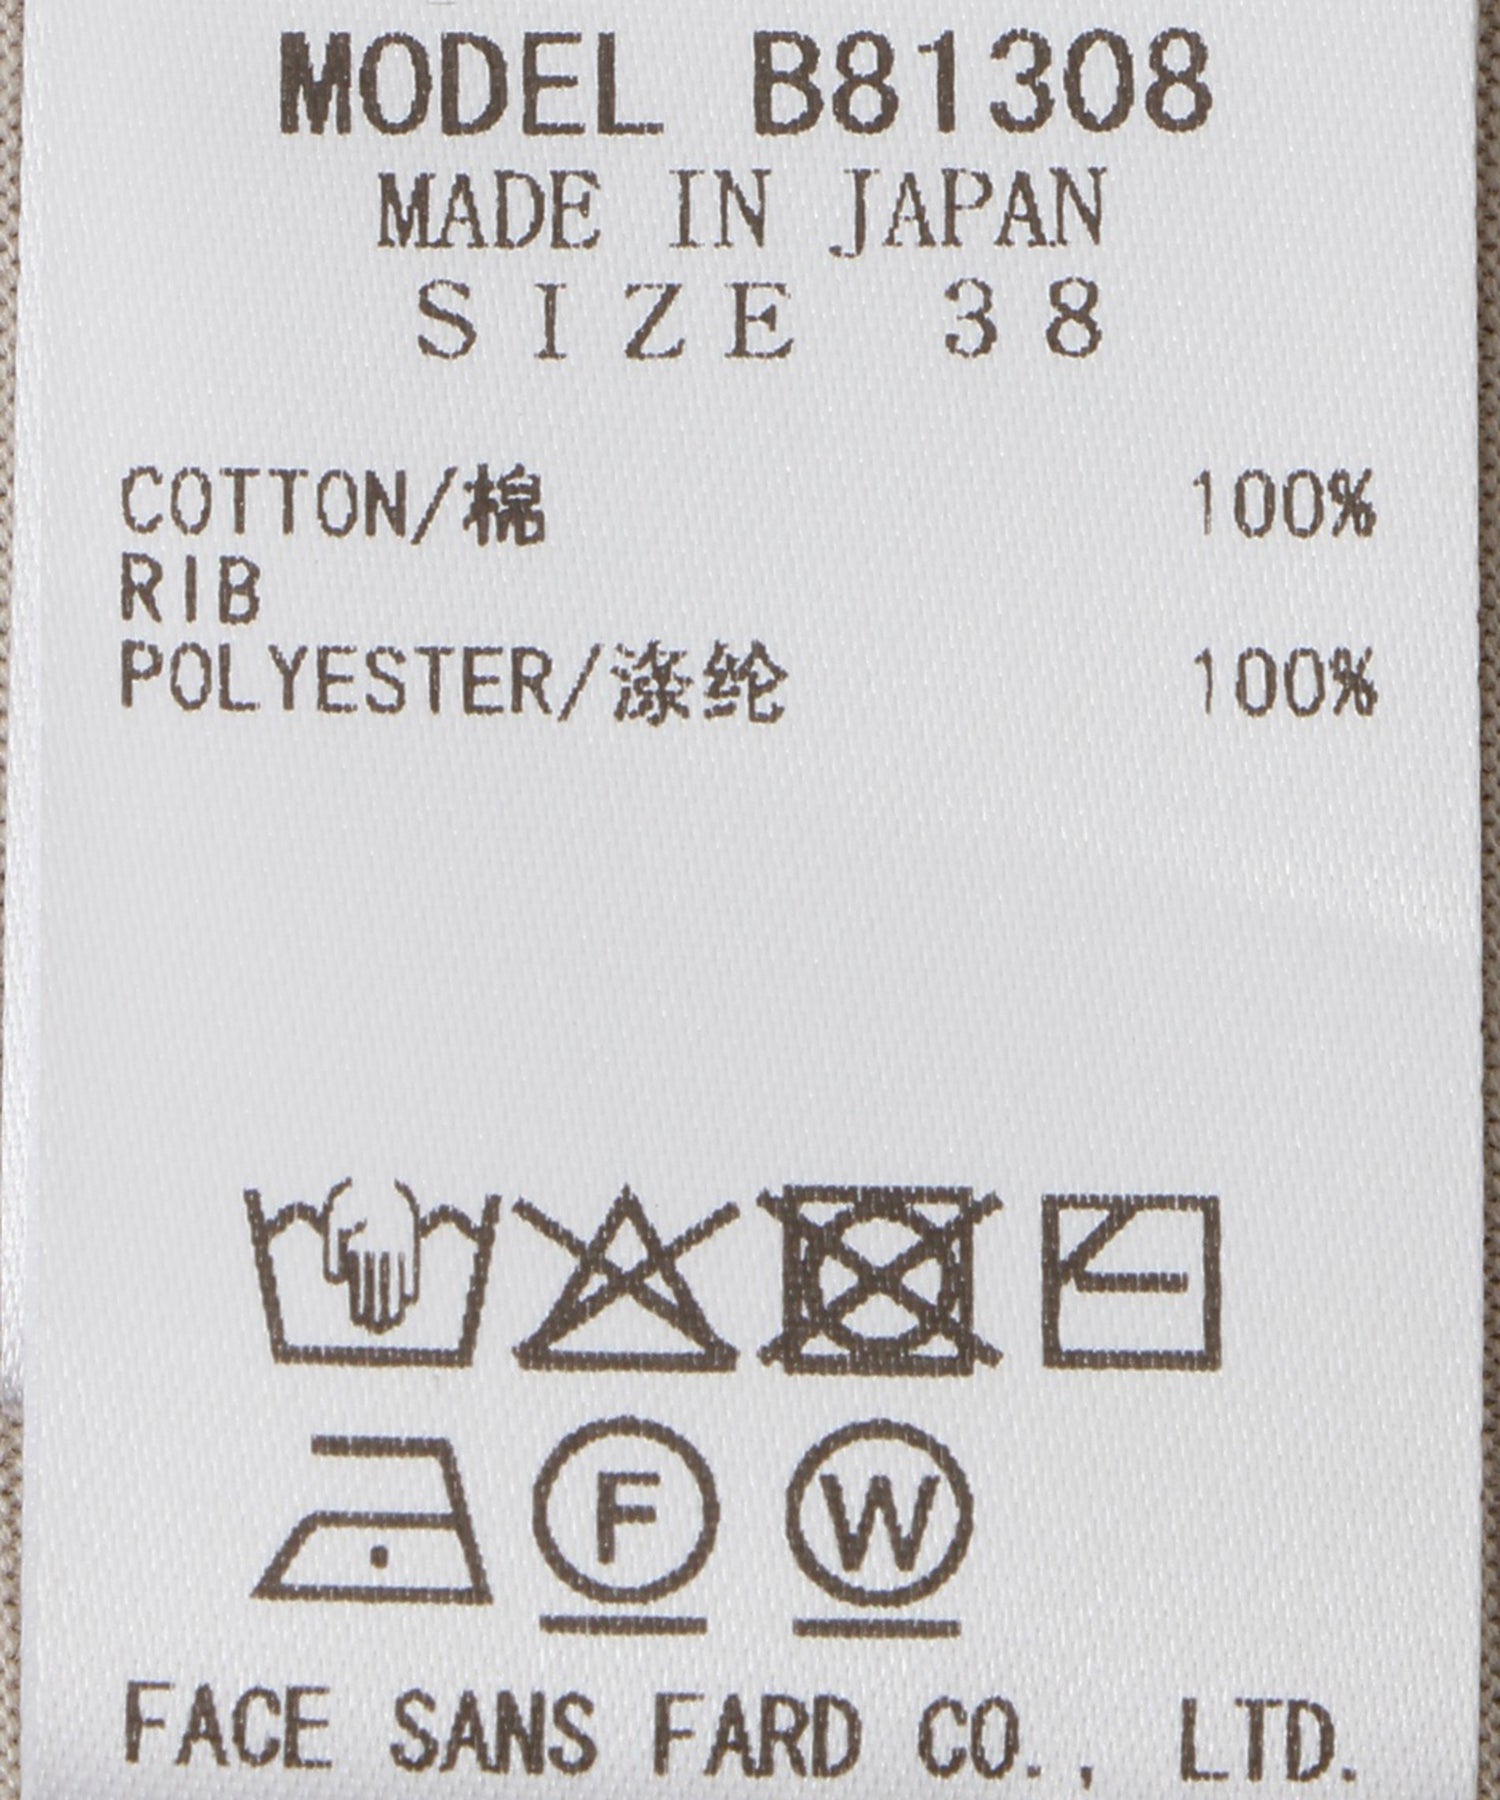 MODEL B81308
MADE IN JAPAN
SIZE 38
COTTON/棉 100%
RIB
POLYESTER/涤纶 100%
F W
FACE SANS FARD CO., LTD.